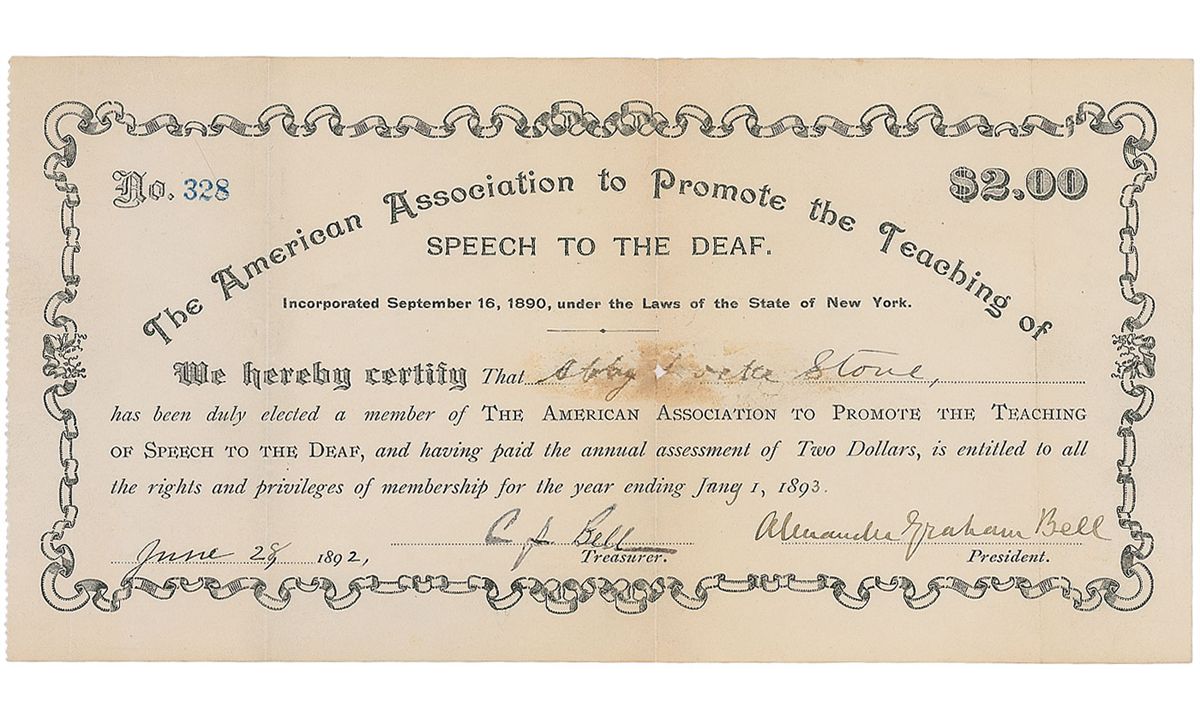 No. 328
$2.00
The American Association to Promote the Teaching of
SPEECH TO THE DEAF.
Incorporated September 16, 1890, under the Laws of the State of New York.
We hereby certify That Abby Stone,
has been duly elected a member of THE AMERICAN ASSOCIATION TO PROMOTE THE TEACHING
OF SPEECH TO THE DEAF, and having paid the annual assessment of Two Dollars, is entitled to all
the rights and privileges of membership for the year ending 1, 1893.
C J Bell
Alexander Graham Bell
June 28, 1892,
Treasurer.
President.